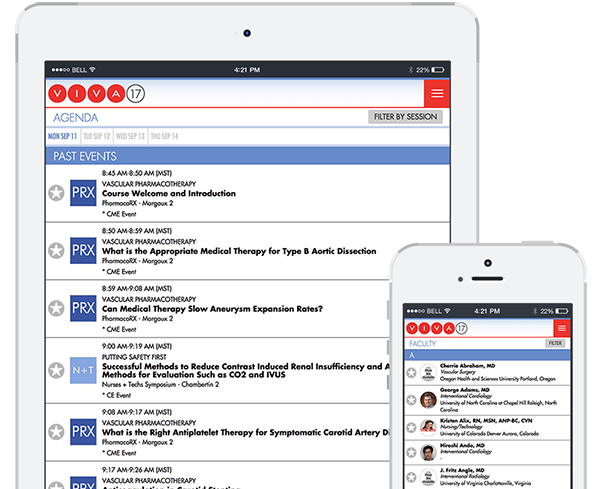 BELL 4:21 PM 22%
VIVA 17
AGENDA FILTER BY SESSION
MON SEP 11 TUE SEP 12 WED SEP 13 THU SEP 14
PAST EVENTS
8:45 AM-8:50 AM (MST)
VASCULAR PHARMACOTHERAPY
PRX Course Welcome and Introduction
PharmacoRX - Margaux 2
* CME Event
8:50 AM-8:59 AM (MST)
VASCULAR PHARMACOTHERAPY
PRX What is the Appropriate Medical Therapy for Type B Aortic Dissection
PharmacoRX - Margaux 2
* CME Event
8:59 AM-9:08 AM (MST)
VASCULAR PHARMACOTHERAPY
PRX Can Medical Therapy Slow Aneurysm Expansion Rates?
PharmacoRX - Margaux 2
* CME Event
9:00 AM-9:19 AM (MST)
PUTTING SAFETY FIRST
N+T Successful Methods to Reduce Contrast Induced Renal Insufficiency and A
Methods for Evaluation Such as CO2 and IVUS
Nurses + Techs Symposium - Chambertin 2
* CE Event
9:08 AM-9:17 AM (MST)
VASCULAR PHARMACOTHERAPY
PRX What is the Right Antiplatelet Therapy for Symptomatic Carotid Artery Di
PharmacoRX - Margaux 2
* CME Event
9:17 AM-9:26 AM (MST)
VASCULAR PHARMACOTHERAPY
PRX Anticoagulation in Carotid Stenting
BELL 4:21 PM 22%
VIVA 17
FACULTY FILTER
A
Cherrie Abraham, MD
Vascular Surgery
Oregon Health and Sciences University Portland, Oregon
George Adams, MD
Interventional Cardiology
University of North Carolina at Chapel Hill Raleigh, North
Carolina
Kristen Alix, RN, MSN, ANP-BC, CVN
Nursing/Technology
University of Colorado Denver Aurora, Colorado
Hiroshi Ando, MD
Interventional Cardiology
-
J. Fritz Angle, MD
Interventional Radiology
University of Virginia Charlottesville, Virginia